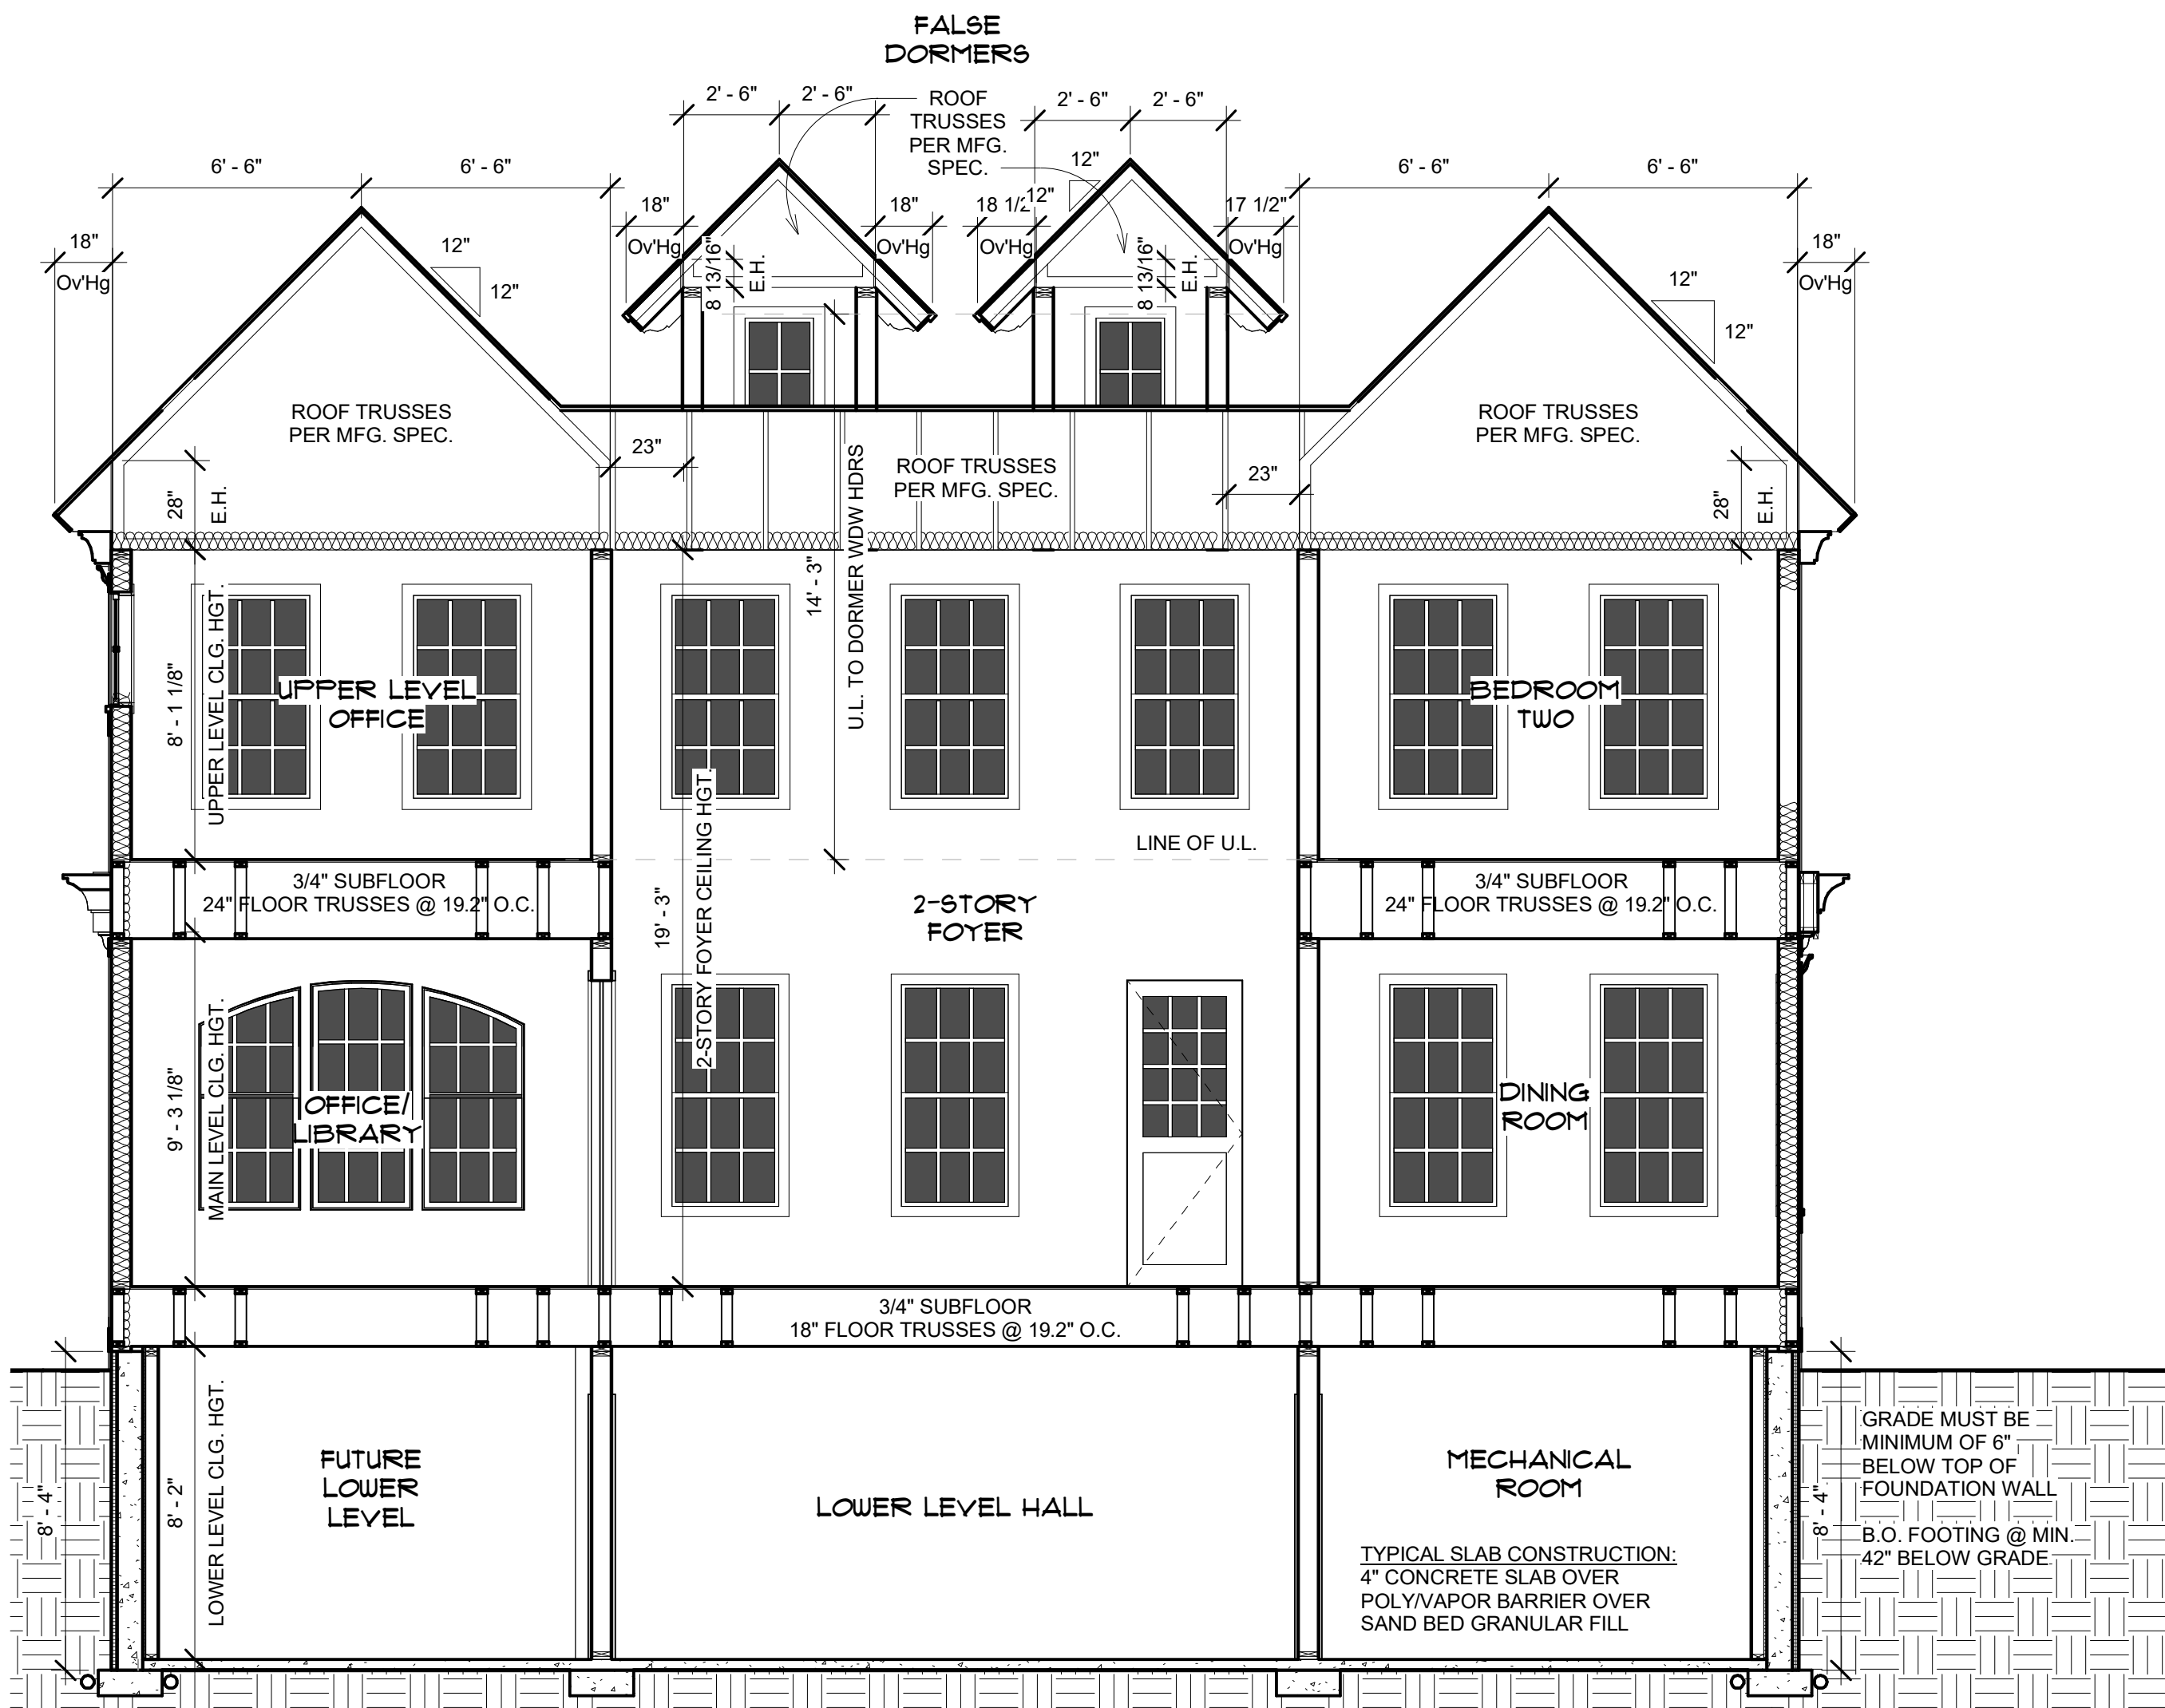 FALSE
DORMERS
2' - 6"
2' - 6"
ROOF
TRUSSES
PER MFG.
SPEC.
2' - 6"
2' - 6"
12"
12"
6' - 6"
6' - 6"
6' - 6"
6' - 6"
18"
Ov'Hg
18"
Ov'Hg
18"
Ov'Hg
18 1/2"
Ov'Hg
17 1/2"
Ov'Hg
18"
Ov'Hg
12"
12"
8 13/16"
E.H.
8 13/16"
E.H.
12"
12"
ROOF TRUSSES
PER MFG. SPEC.
23"
ROOF TRUSSES
PER MFG. SPEC.
23"
ROOF TRUSSES
PER MFG. SPEC.
28"
E.H.
28"
E.H.
14' - 3"
U.L. TO DORMER WDW HDRS
8' - 1 1/8"
UPPER LEVEL CLG. HGT.
UPPER LEVEL
OFFICE
BEDROOM
TWO
LINE OF U.L.
3/4" SUBFLOOR
24" FLOOR TRUSSES @ 19.2" O.C.
19' - 3"
2-STORY FOYER CEILING HGT.
2-STORY
FOYER
3/4" SUBFLOOR
24" FLOOR TRUSSES @ 19.2" O.C.
9' - 3 1/8"
MAIN LEVEL CLG. HGT.
OFFICE/
LIBRARY
DINING
ROOM
3/4" SUBFLOOR
18" FLOOR TRUSSES @ 19.2" O.C.
8' - 4"
8' - 2"
LOWER LEVEL CLG. HGT.
FUTURE
LOWER
LEVEL
LOWER LEVEL HALL
MECHANICAL
ROOM
TYPICAL SLAB CONSTRUCTION:
4" CONCRETE SLAB OVER
POLY/VAPOR BARRIER OVER
SAND BED GRANULAR FILL
8' - 4"
GRADE MUST BE
MINIMUM OF 6"
BELOW TOP OF
FOUNDATION WALL
B.O. FOOTING @ MIN.
42" BELOW GRADE